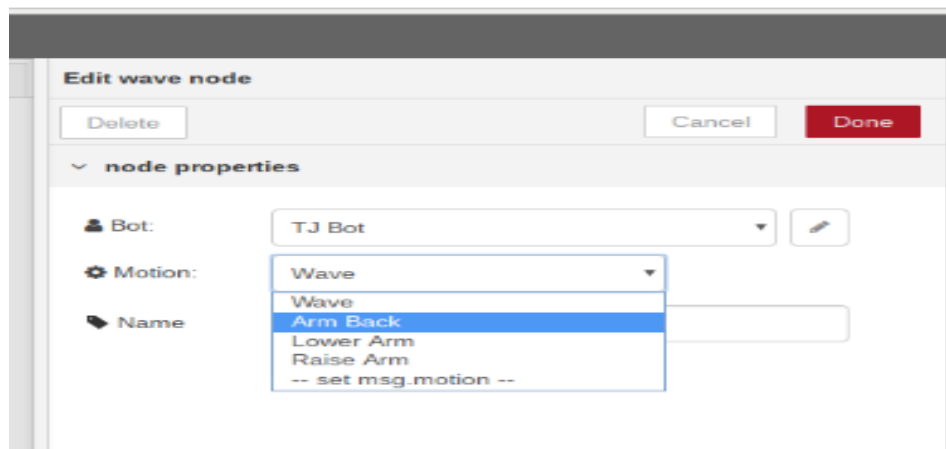 Edit wave node
Delete Cancel Done
node properties
Bot: TJ Bot
Motion: Wave
Wave
Arm Back
Name
Lower Arm
Raise Arm
-- set msg.motion --